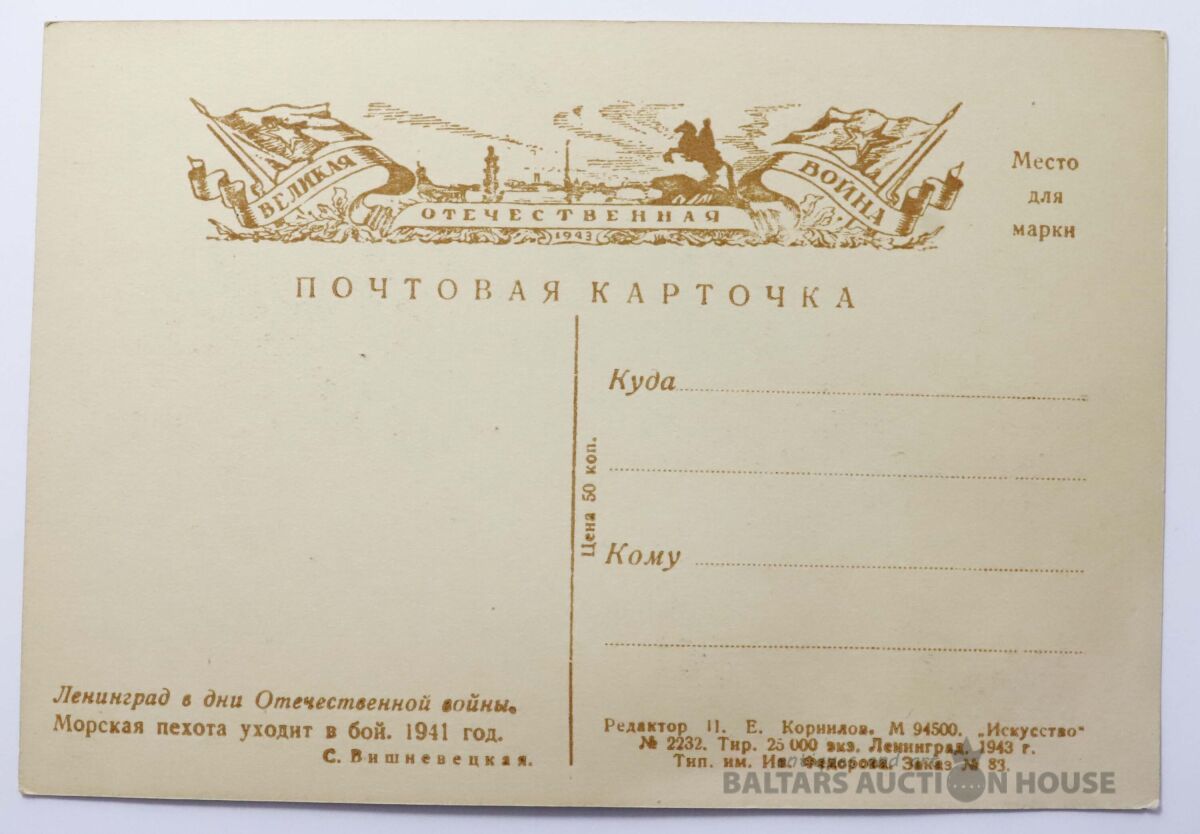 ВЕЛИКАЯ
ОТЕЧЕСТВЕННАЯ
ВОЙНА
1943
Место
для
марки
ПОЧТОВАЯ КАРТОЧКА
Куда
Цена 50 коп.
Кому
Ленинград в дни Отечественной войны.
Морская пехота уходит в бой. 1941 год.
С. Вишневецкая.
Редактор П. Е. Корнилов. М 94500. „Искусство"
№ 2232. Тир. 25 000 экз. Ленинград, 1943 г.
Тип. им. Ив. Федорова. Заказ № 83.
BALTARS AUCTION HOUSE